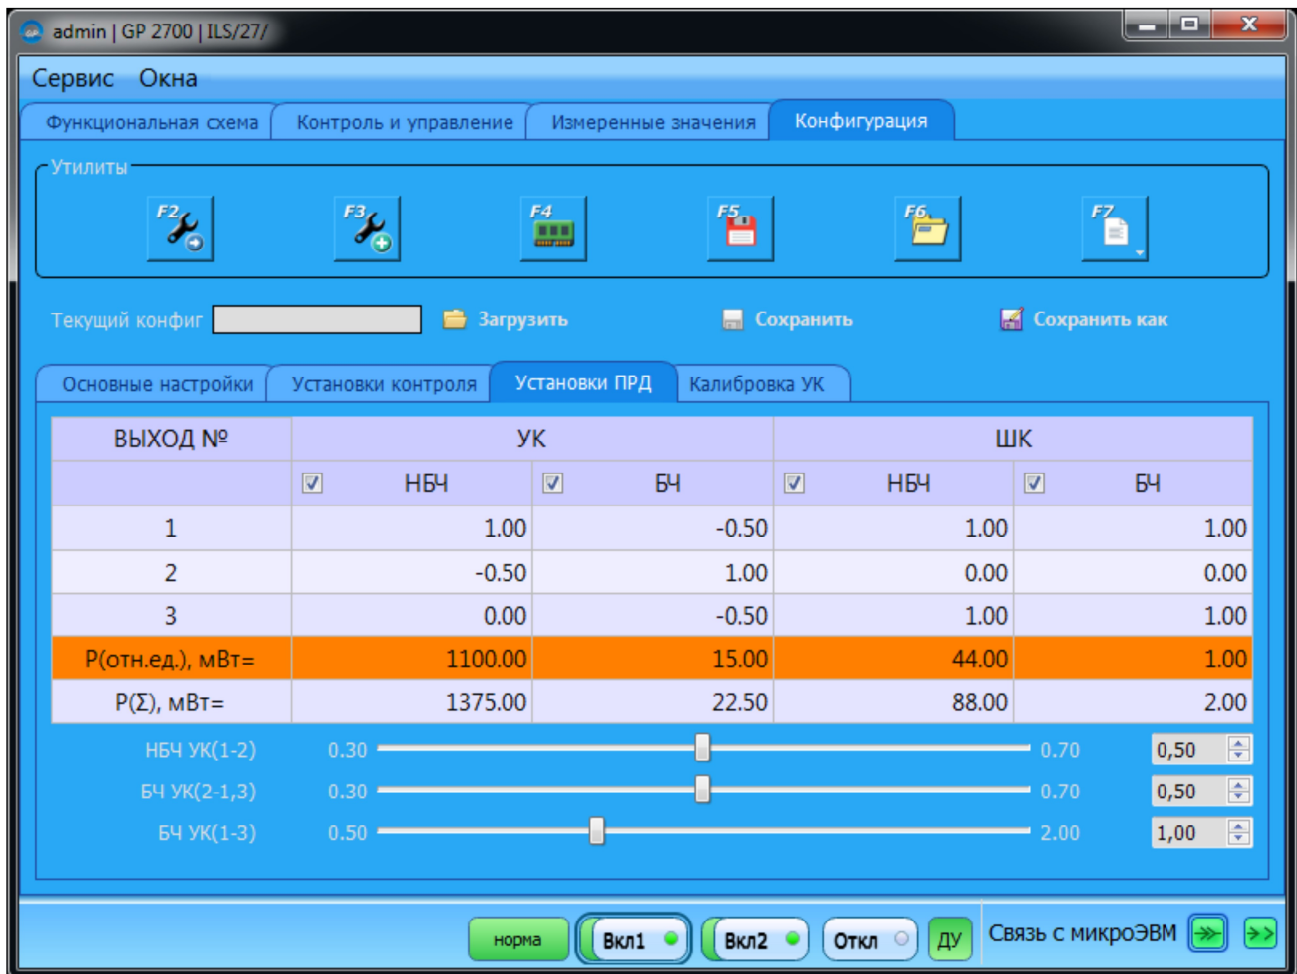 admin | GP 2700 | ILS/27/
Сервис Окна
Функциональная схема Контроль и управление Измеренные значения Конфигурация
Утилиты
F2 F3 F4 F5 F6 F7
Текущий конфиг Загрузить Сохранить Сохранить как
Основные настройки Установки контроля Установки ПРД Калибровка УК
ВЫХОД № УК ШК
НБЧ БЧ НБЧ БЧ
1 1.00 -0.50 1.00 1.00
2 -0.50 1.00 0.00 0.00
3 0.00 -0.50 1.00 1.00
Р(отн.ед.), мВт= 1100.00 15.00 44.00 1.00
Р(Σ), мВт= 1375.00 22.50 88.00 2.00
НБЧ УК(1-2) 0.30 0.70 0,50
БЧ УК(2-1,3) 0.30 0.70 0,50
БЧ УК(1-3) 0.50 2.00 1,00
норма Вкл1 Вкл2 Откл ДУ Связь с микроЭВМ